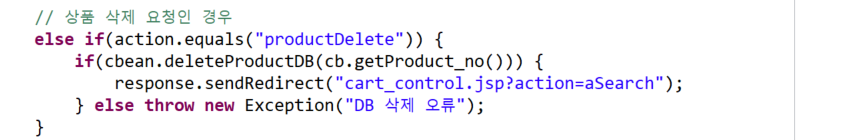 // 상품 삭제 요청인 경우
else if(action.equals("productDelete")) {
if(cbean.deleteProductDB(cb.getProduct_no())) {
response.sendRedirect("cart_control.jsp?action=aSearch");
} else throw new Exception("DB 삭제 오류");
}